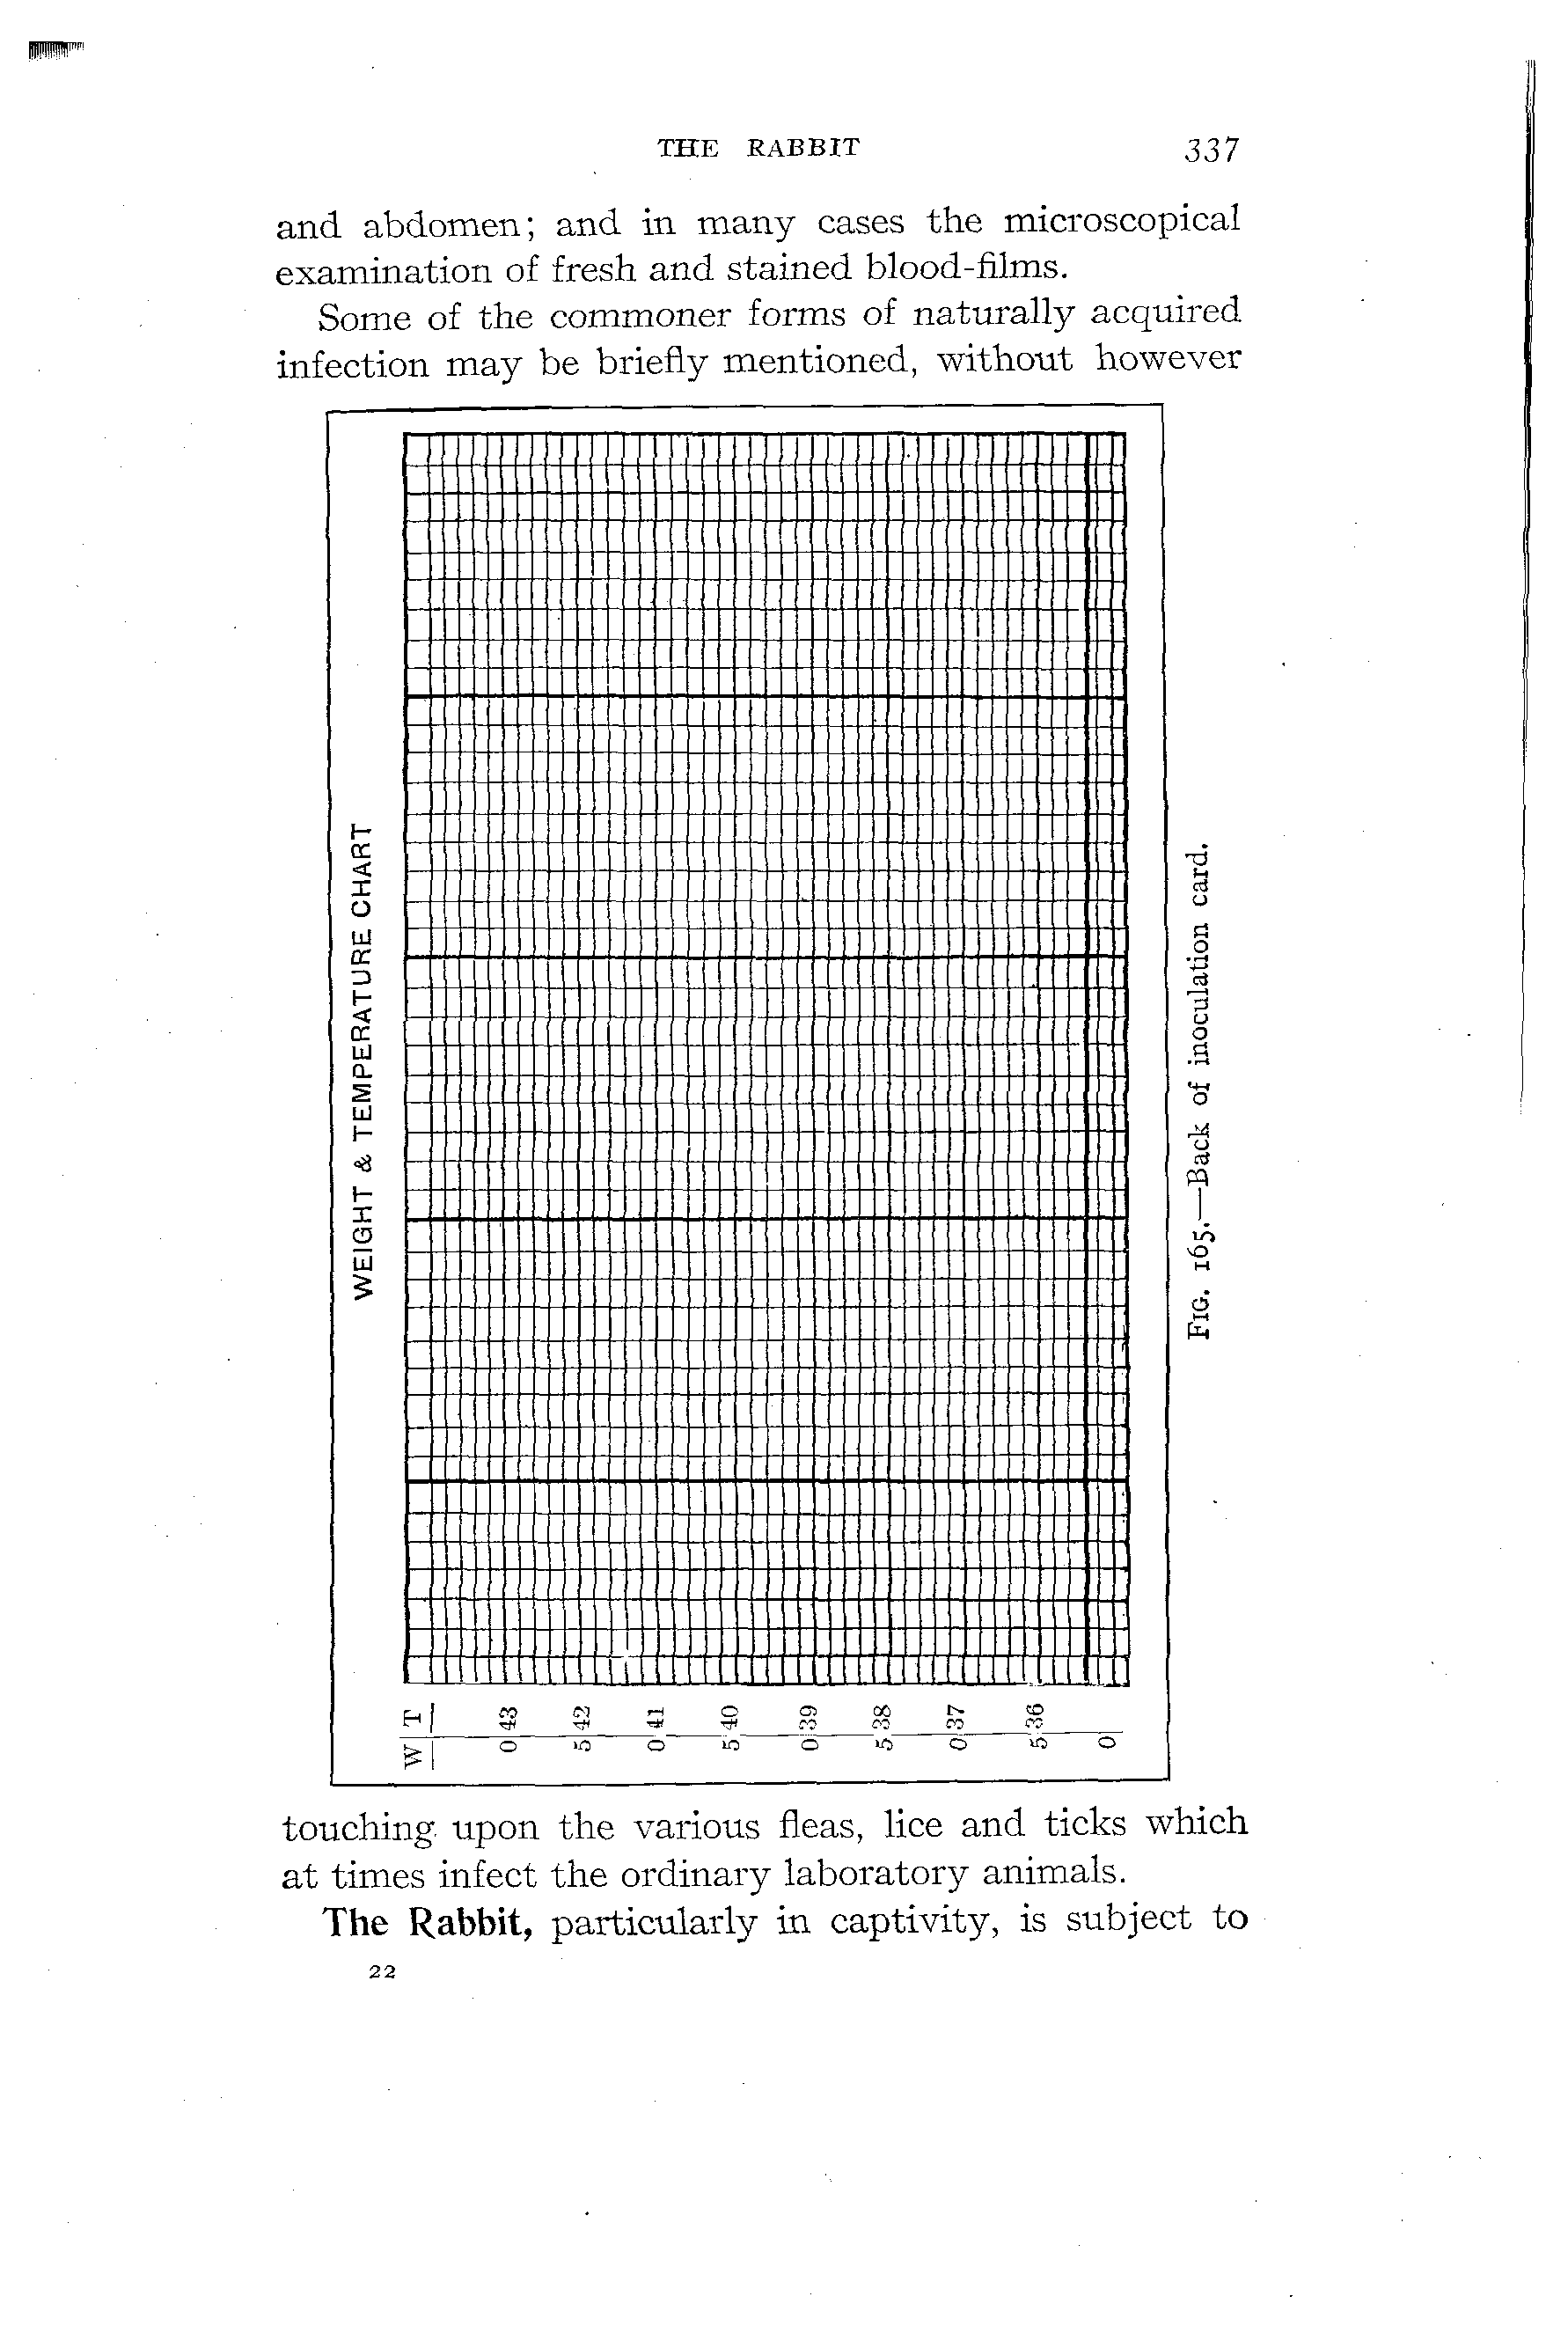 THE RABBIT 337
and abdomen; and in many cases the microscopical
examination of fresh and stained blood-films.
Some of the commoner forms of naturally acquired
infection may be briefly mentioned, without however
WEIGHT & TEMPERATURE CHART
W T
0 43
5 42
0 41
5 40
0 39
5 38
0 37
5 36
0
FIG. 165.—Back of inoculation card.
touching upon the various fleas, lice and ticks which
at times infect the ordinary laboratory animals.
The Rabbit, particularly in captivity, is subject to
22